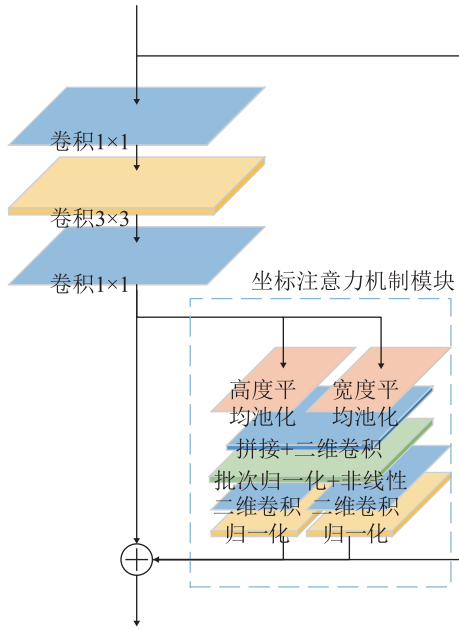 卷积1×1
卷积3×3
卷积1×1
坐标注意力机制模块
高度平 宽度平
均池化 均池化
拼接+二维卷积
批次归一化+非线性
二维卷积 二维卷积
归一化 归一化